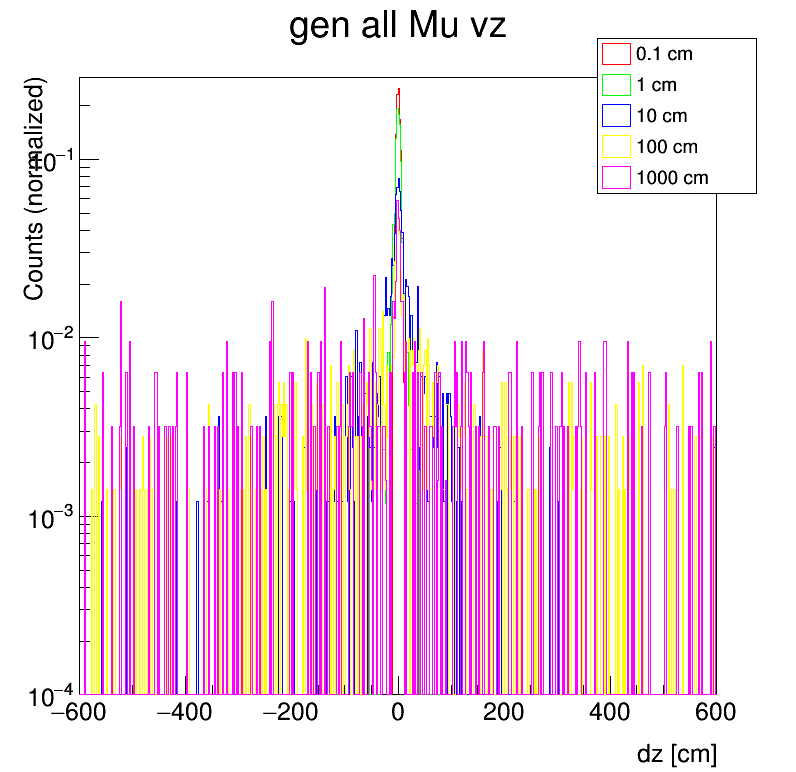 gen all Mu vz
0.1 cm
1 cm
10 cm
100 cm
1000 cm
Counts (normalized)
10⁻¹
10⁻²
10⁻³
10⁻⁴
−600 −400 −200 0 200 400 600
dz [cm]